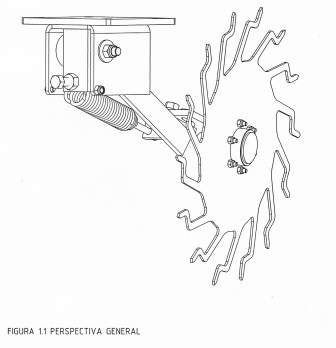 FIGURA 1.1 PERSPECTIVA GENERAL